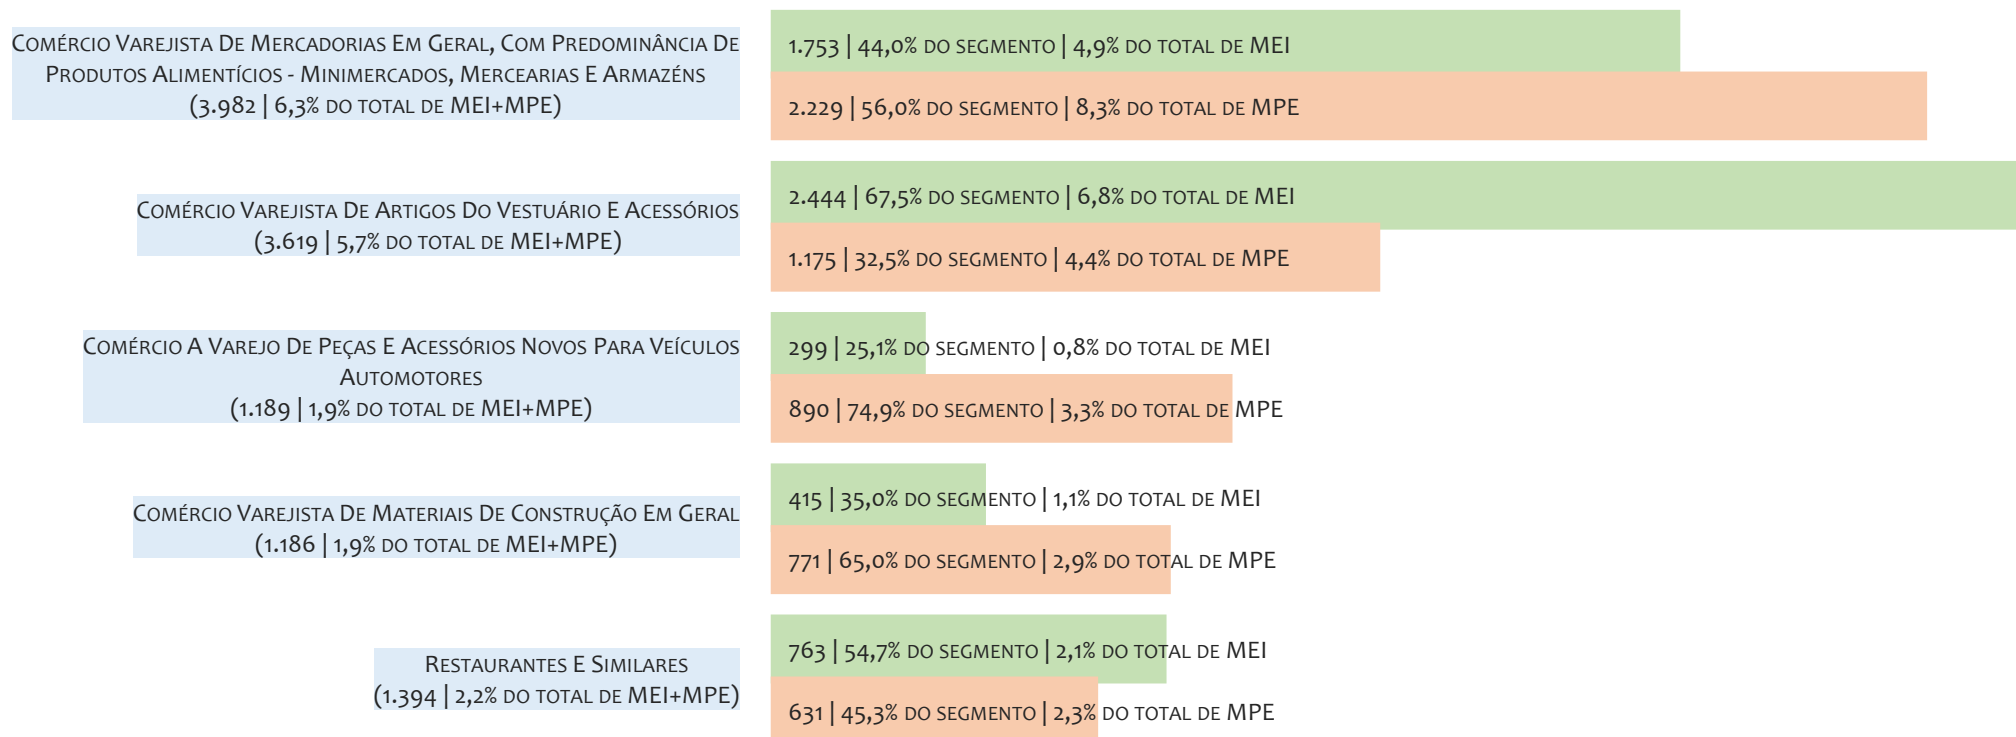 Comércio Varejista De Mercadorias Em Geral, Com Predominância De
Produtos Alimentícios - Minimercados, Mercearias E Armazéns
(3.982 | 6,3% do total de MEI+MPE)
1.753 | 44,0% do segmento | 4,9% do total de MEI
2.229 | 56,0% do segmento | 8,3% do total de MPE
Comércio Varejista De Artigos Do Vestuário E Acessórios
(3.619 | 5,7% do total de MEI+MPE)
2.444 | 67,5% do segmento | 6,8% do total de MEI
1.175 | 32,5% do segmento | 4,4% do total de MPE
Comércio A Varejo De Peças E Acessórios Novos Para Veículos
Automotores
(1.189 | 1,9% do total de MEI+MPE)
299 | 25,1% do segmento | 0,8% do total de MEI
890 | 74,9% do segmento | 3,3% do total de MPE
Comércio Varejista De Materiais De Construção Em Geral
(1.186 | 1,9% do total de MEI+MPE)
415 | 35,0% do segmento | 1,1% do total de MEI
771 | 65,0% do segmento | 2,9% do total de MPE
Restaurantes E Similares
(1.394 | 2,2% do total de MEI+MPE)
763 | 54,7% do segmento | 2,1% do total de MEI
631 | 45,3% do segmento | 2,3% do total de MPE